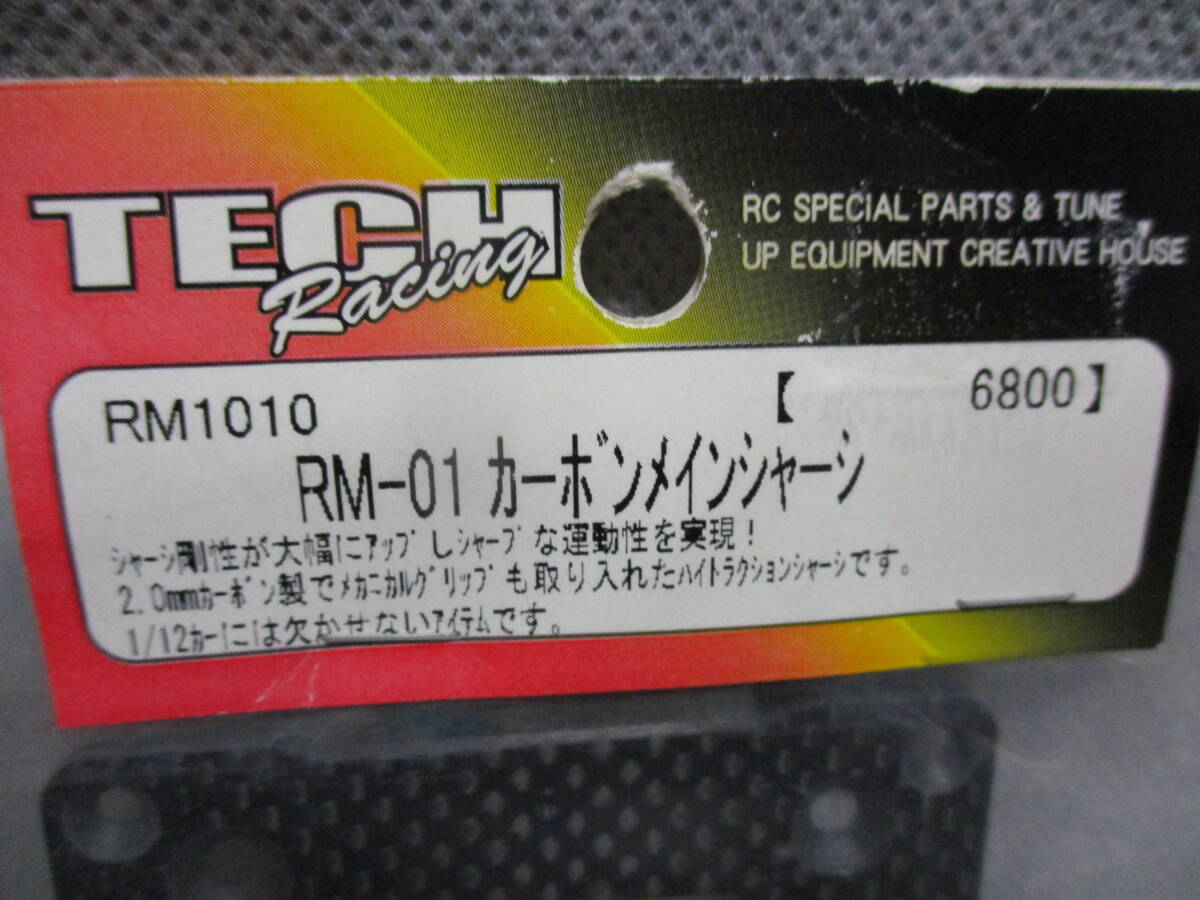 TECH
Racing
RC SPECIAL PARTS & TUNE
UP EQUIPMENT CREATIVE HOUSE
RM1010 【 6800】
RM-01 カーボンメインシャーシ
シャーシ剛性が大幅にアップしシャープな運動性を実現!
2.0mmカーボン製でメカニカルグリップも取り入れたハイトラクションシャーシです。
1/12カーには欠かせないアイテムです。